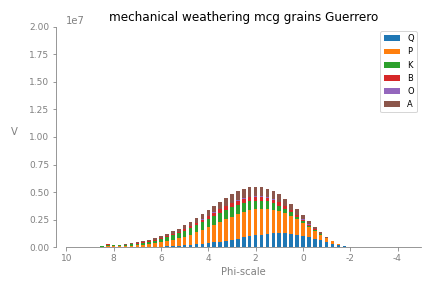 mechanical weathering mcg grains Guerrero
1e7
2.00
1.75
1.50
1.25
1.00
0.75
0.50
0.25
0.00
V
10 8 6 4 2 0 -2 -4
Phi-scale
Q
P
K
B
O
A